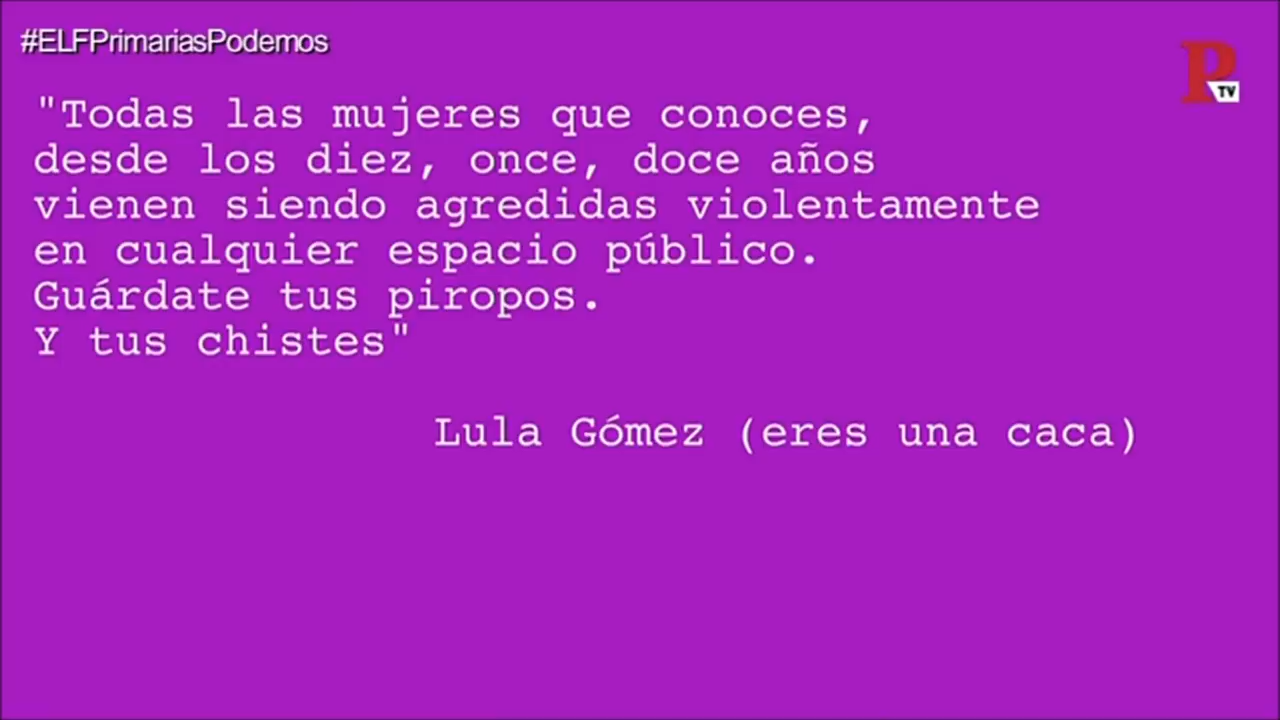 #ELFPrimariasPodemos
P TV
"Todas las mujeres que conoces,
desde los diez, once, doce años
vienen siendo agredidas violentamente
en cualquier espacio público.
Guárdate tus piropos.
Y tus chistes"
Lula Gómez (eres una caca)